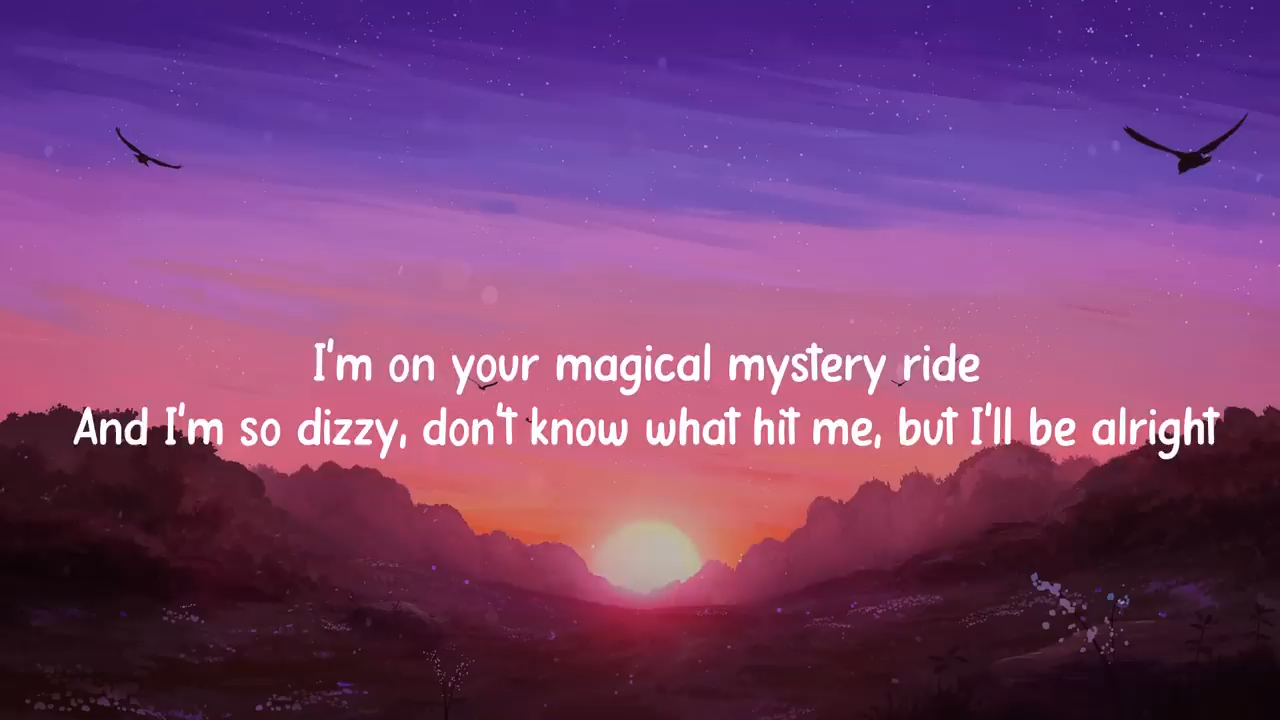 I'm on your magical mystery ride
And I'm so dizzy, don't know what hit me, but I'll be alright